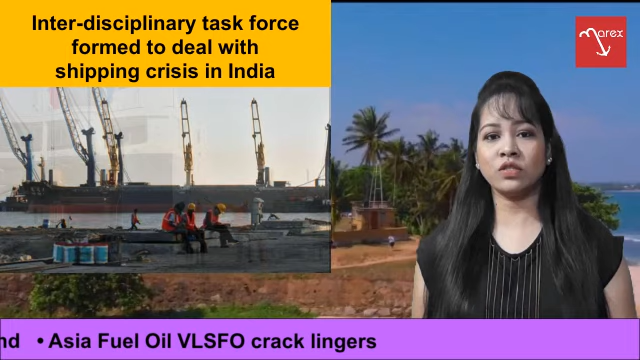 Inter-disciplinary task force
formed to deal with
shipping crisis in India
marex
nd • Asia Fuel Oil VLSFO crack lingers